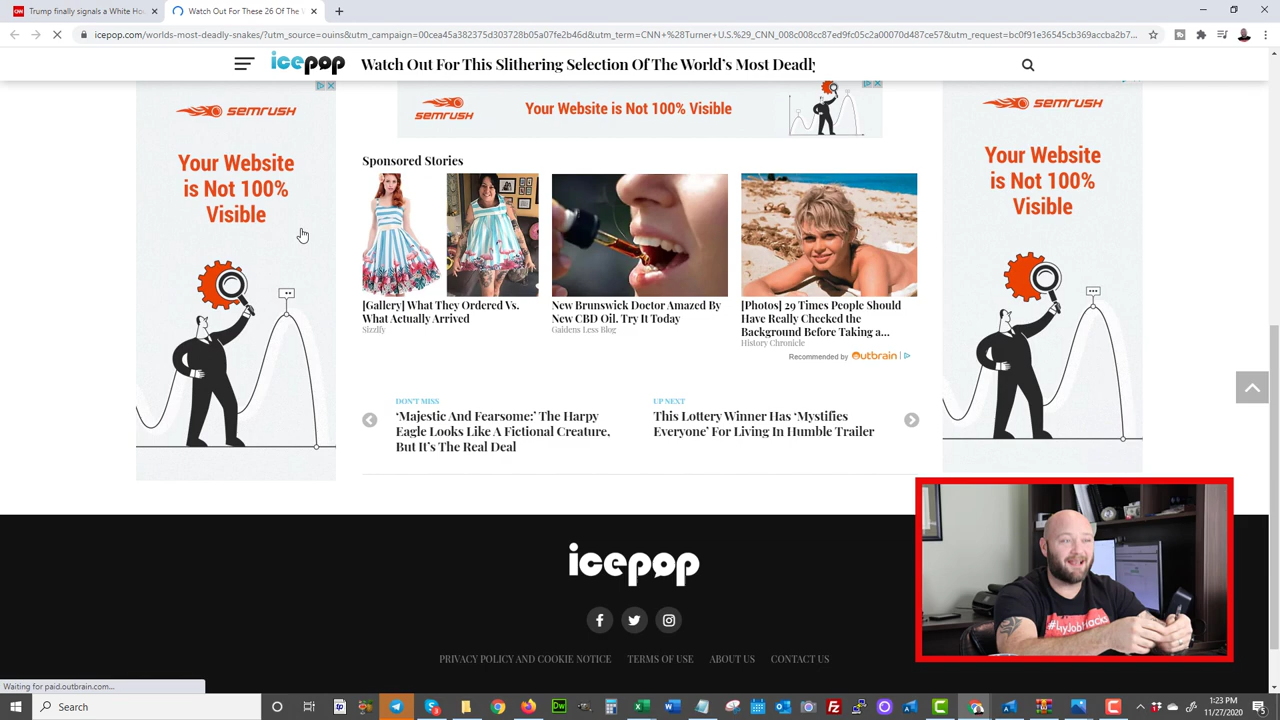 Trump finally signals a White Ho
Watch Out For These 26 Of The W
icepop.com/worlds-most-deadly-snakes/?utm_source=ouins&utm_campaign=00cea45a382375d303728b05a07fe2b46d&utm_term=CNN+%28Turner+U.S.+_CNN_008c008cc87ed9fc05c2a00070d487ce57&utm_request=bc0f91e36545cb369accba2b7...
icepop
Watch Out For This Slithering Selection Of The World's Most Deadly
SEMRUSH
Your Website
is Not 100%
Visible
SEMRUSH
Your Website is Not 100% Visible
SEMRUSH
Your Website
is Not 100%
Visible
Sponsored Stories
[Gallery] What They Ordered Vs.
What Actually Arrived
Sizzlfy
New Brunswick Doctor Amazed By
New CBD Oil. Try It Today
Gaidens Less Blog
[Photos] 29 Times People Should
Have Really Checked the
Background Before Taking a...
History Chronicle
Recommended by Outbrain
DON'T MISS
'Majestic And Fearsome:' The Harpy
Eagle Looks Like A Fictional Creature,
But It's The Real Deal
UP NEXT
This Lottery Winner Has 'Mystifies
Everyone' For Living In Humble Trailer
icepop
PRIVACY POLICY AND COOKIE NOTICE
TERMS OF USE
ABOUT US
CONTACT US
#MyJobHacks
Waiting for paid.outbrain.com...
Search
1:23 PM
11/27/2020